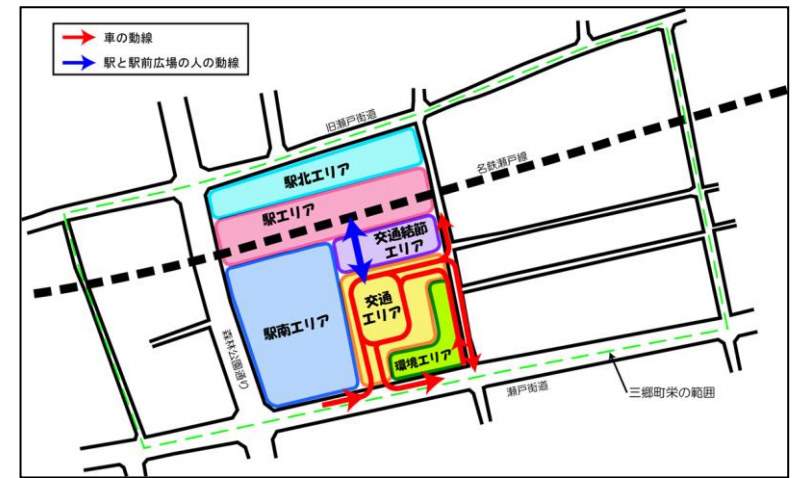 車の動線
駅と駅前広場の人の動線
旧瀬戸街道
名鉄瀬戸線
駅北エリア
駅エリア
交通結節
エリア
交通
エリア
駅南エリア
環境エリア
森林公園通り
瀬戸街道
三郷町栄の範囲